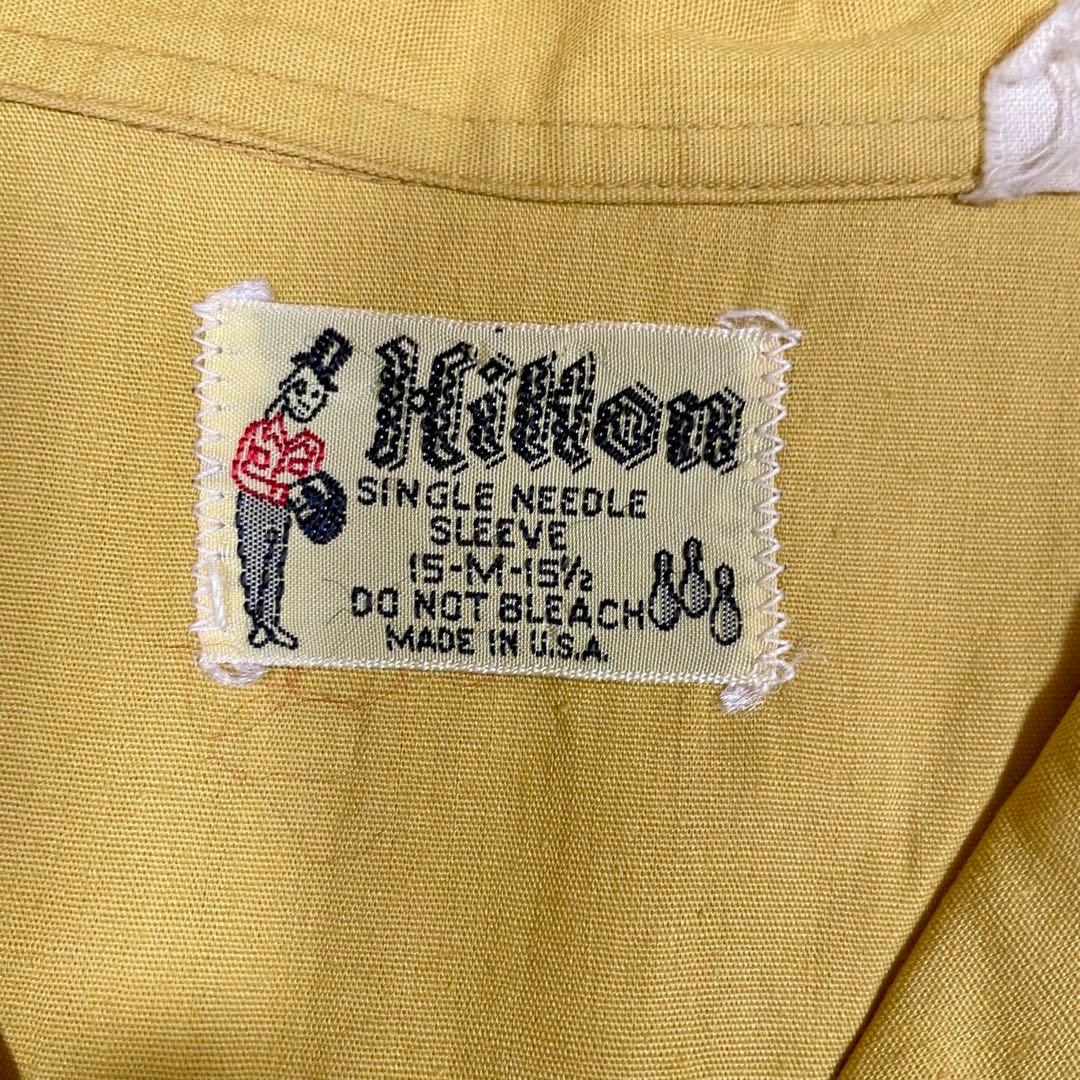 Hilton
SINGLE NEEDLE
SLEEVE
15-M-15½
DO NOT BLEACH
MADE IN U.S.A.